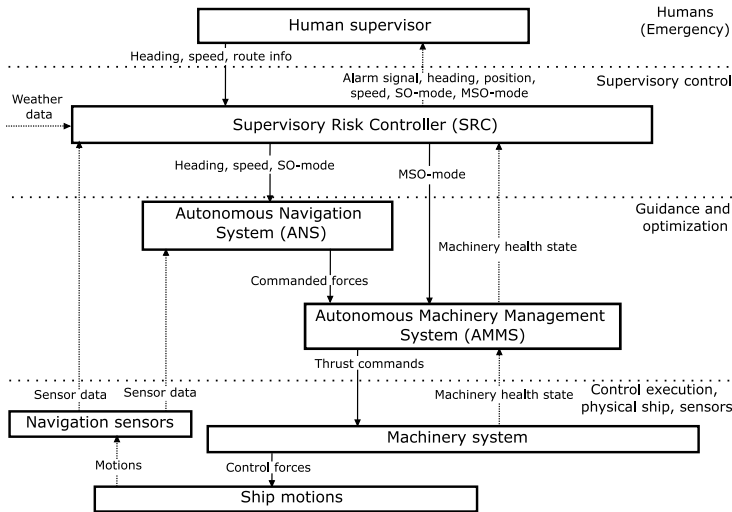 Human supervisor
Humans
(Emergency)
Heading, speed, route info
Alarm signal, heading, position,
speed, SO-mode, MSO-mode
Supervisory control
Weather
data
Supervisory Risk Controller (SRC)
Heading, speed, SO-mode
MSO-mode
Autonomous Navigation
System (ANS)
Guidance and
optimization
Commanded forces
Machinery health state
Autonomous Machinery Management
System (AMMS)
Thrust commands
Sensor data
Sensor data
Machinery health state
Control execution,
physical ship, sensors
Navigation sensors
Machinery system
Motions
Control forces
Ship motions